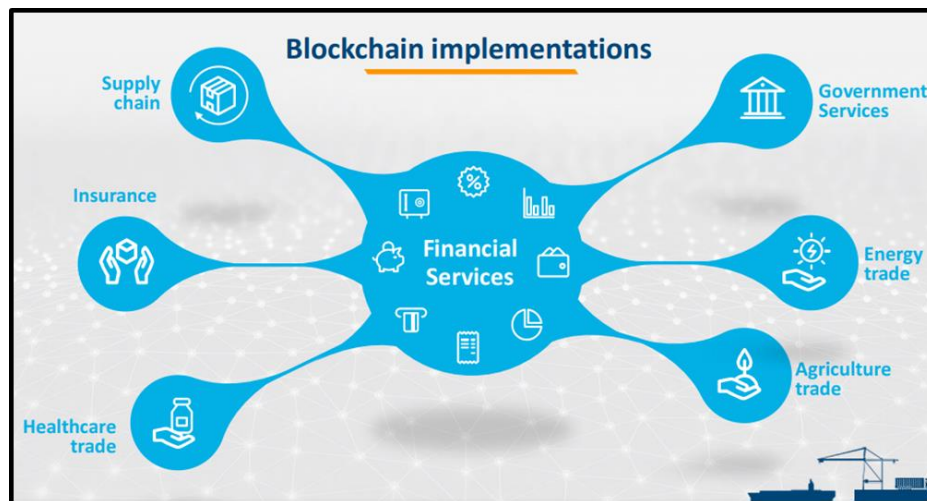 Blockchain implementations
Supply
chain
Government
Services
Insurance
Financial
Services
Energy
trade
Agriculture
trade
Healthcare
trade